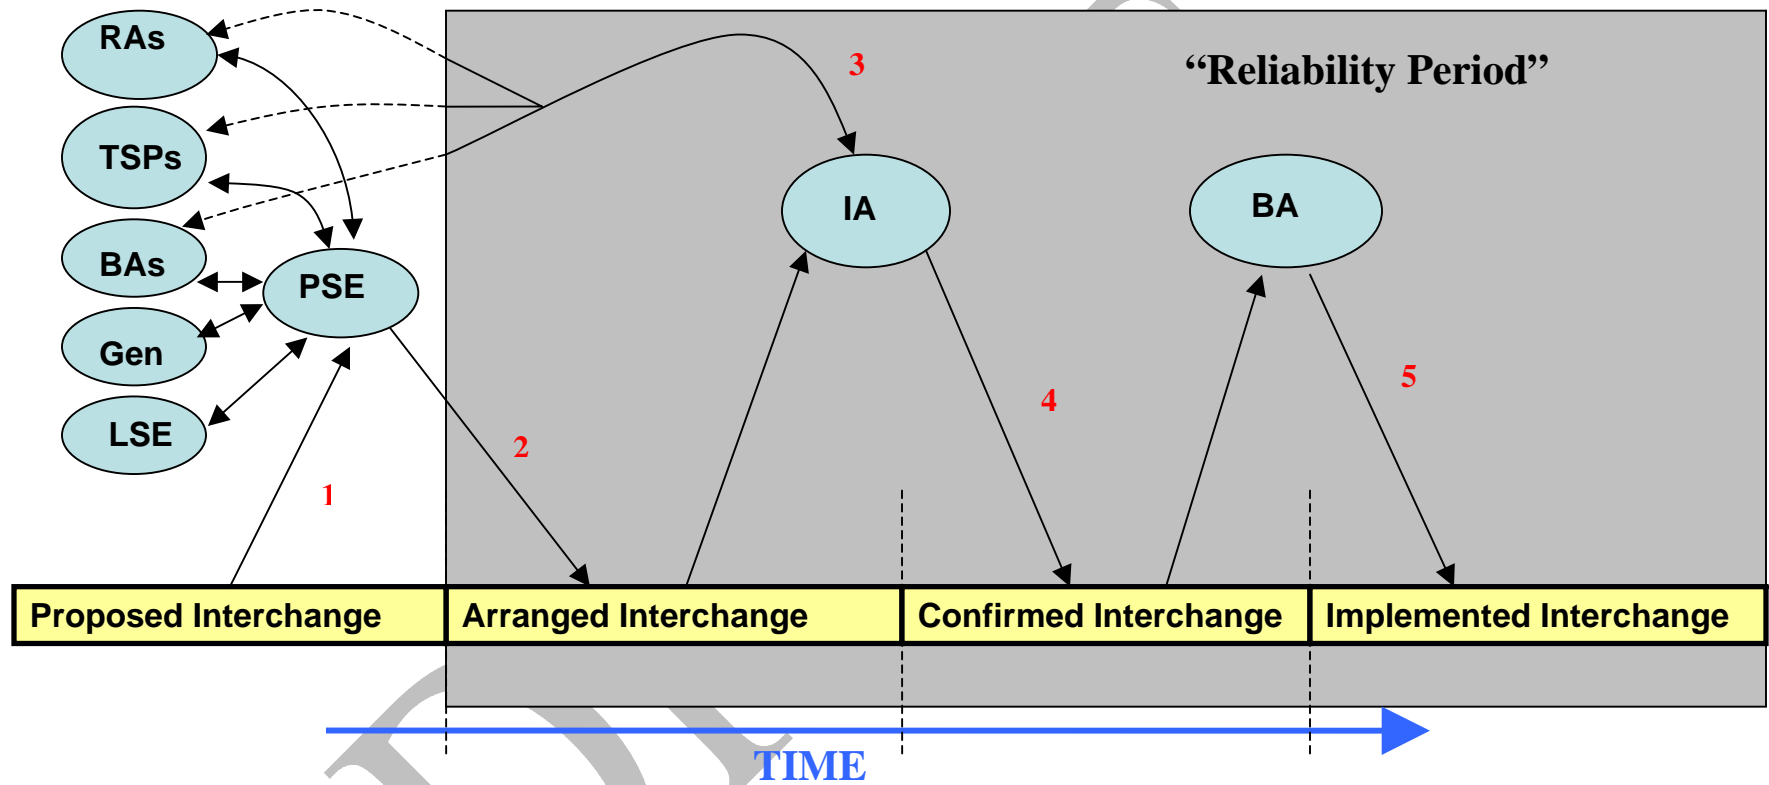 RAs
TSPs
BAs
Gen
LSE
PSE
1
2
3
“Reliability Period”
IA
BA
4
5
Proposed Interchange
Arranged Interchange
Confirmed Interchange
Implemented Interchange
TIME